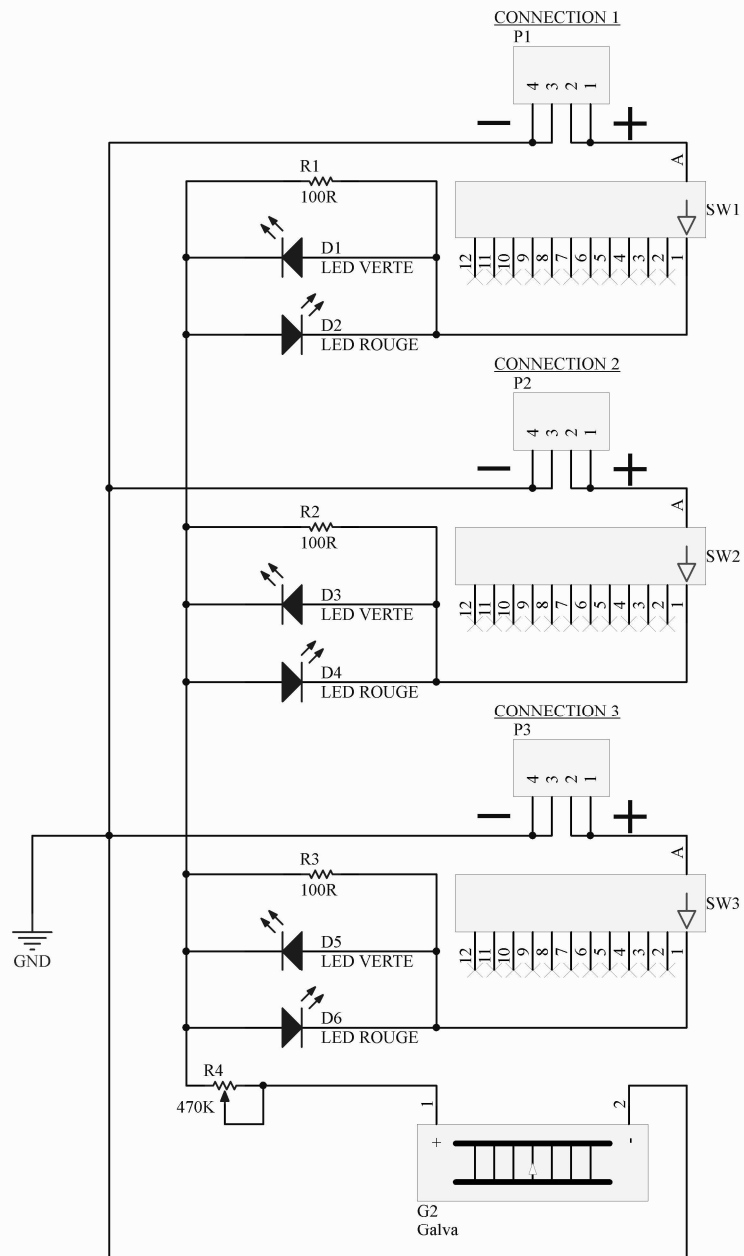 CONNECTION 1
P1
4 3 2 1
− +
A
R1
100R
SW1
D1
LED VERTE
12 11 10 9 8 7 6 5 4 3 2 1
D2
LED ROUGE
CONNECTION 2
P2
4 3 2 1
− +
A
R2
100R
SW2
D3
LED VERTE
12 11 10 9 8 7 6 5 4 3 2 1
D4
LED ROUGE
CONNECTION 3
P3
4 3 2 1
− +
A
R3
100R
SW3
D5
LED VERTE
12 11 10 9 8 7 6 5 4 3 2 1
GND
D6
LED ROUGE
R4
470K
1 2
+ -
G2
Galva